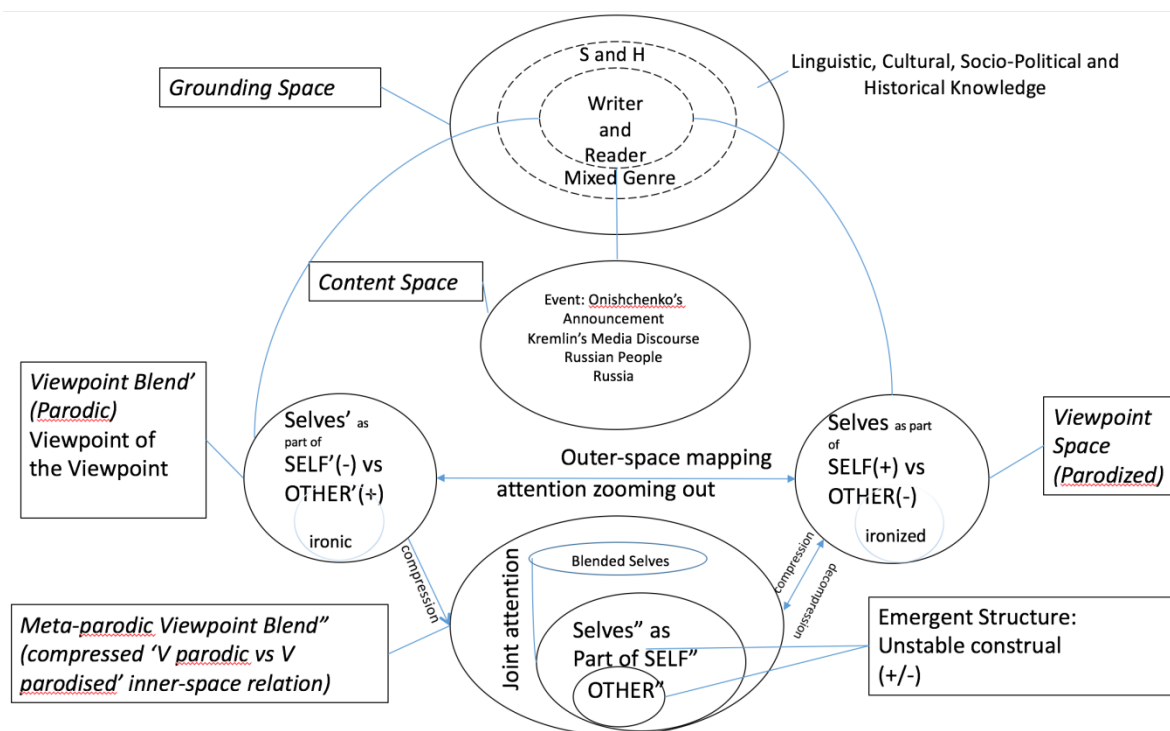 S and H
Linguistic, Cultural, Socio-Political and
Historical Knowledge
Grounding Space
Writer
and
Reader
Mixed Genre
Content Space
Event: Onishchenko’s
Announcement
Kremlin’s Media Discourse
Russian People
Russia
Viewpoint Blend’
(Parodic)
Viewpoint of
the Viewpoint
Selves’ as
part of
SELF’(-) vs
OTHER’(+)
ironic
Outer-space mapping
attention zooming out
Selves as part
of
SELF(+) vs
OTHER(-)
ironized
Viewpoint
Space
(Parodized)
compression
compression
decompression
Joint attention
Blended Selves
Selves” as
Part of SELF”
OTHER”
Meta-parodic Viewpoint Blend”
(compressed ‘V parodic vs V
parodised’ inner-space relation)
Emergent Structure:
Unstable construal
(+/-)